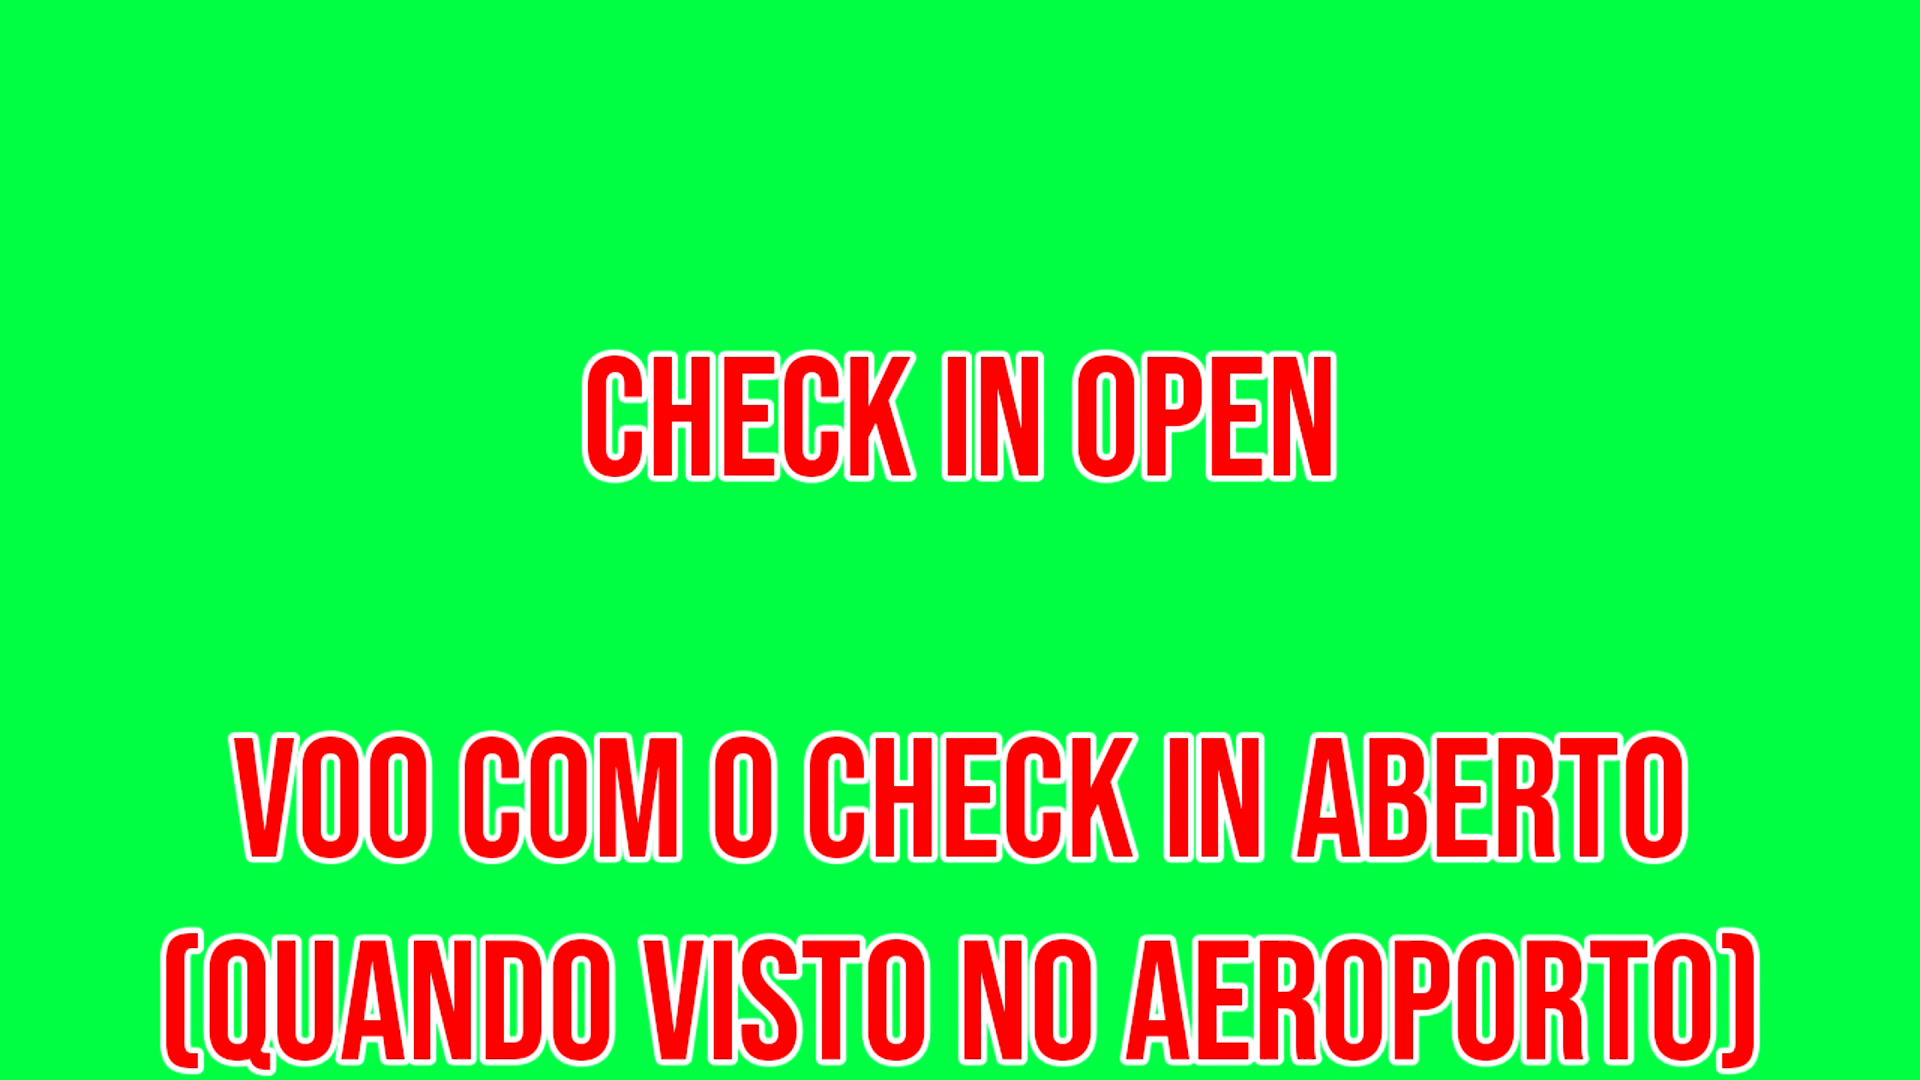 CHECK IN OPEN
VOO COM O CHECK IN ABERTO
(QUANDO VISTO NO AEROPORTO)